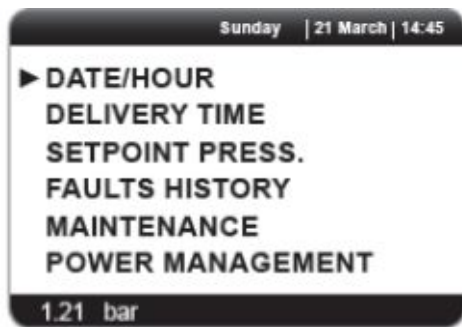 Sunday | 21 March | 14:45
►DATE/HOUR
DELIVERY TIME
SETPOINT PRESS.
FAULTS HISTORY
MAINTENANCE
POWER MANAGEMENT
1.21 bar